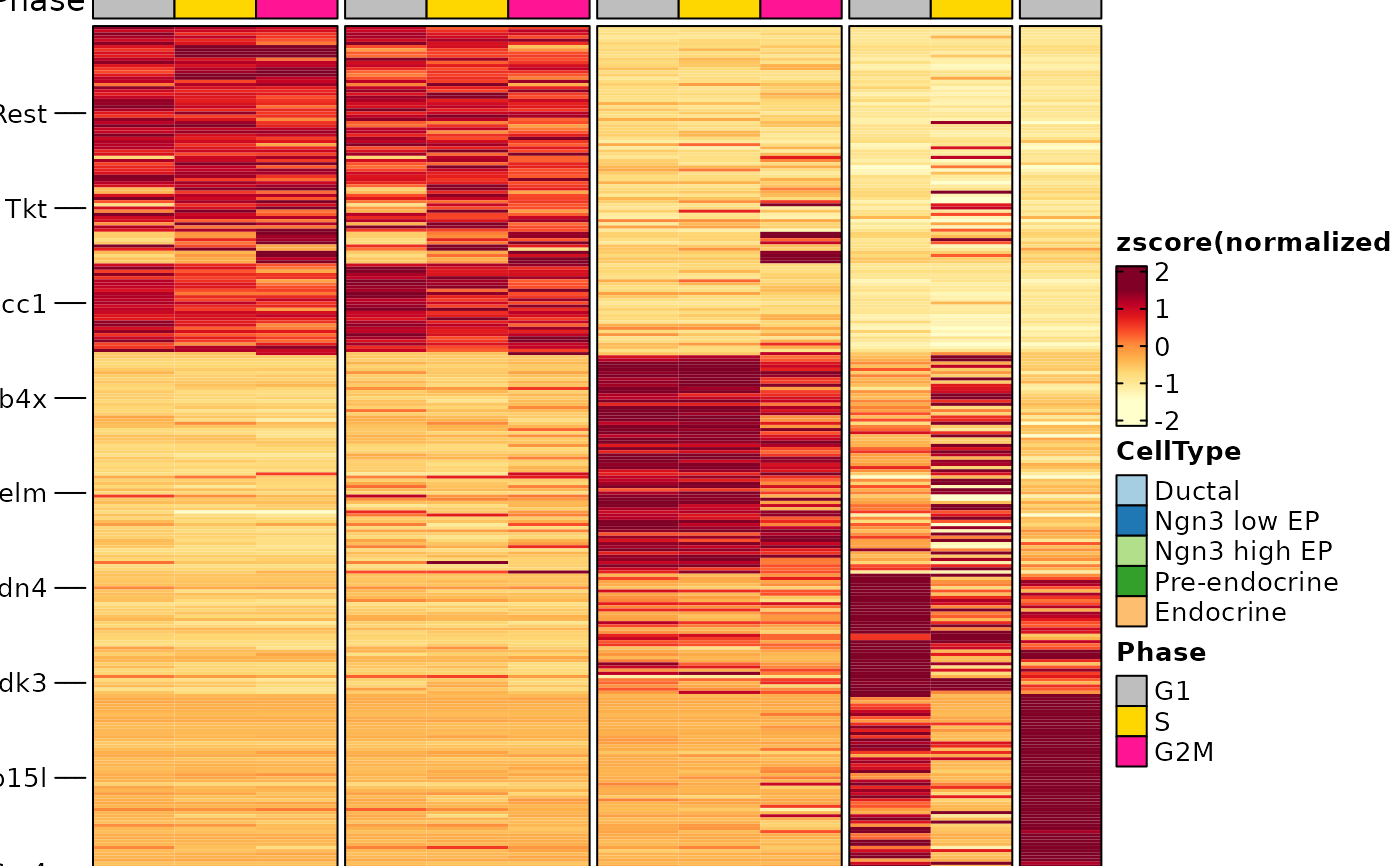 Phase
Rest
Tkt
cc1
b4x
elm
dn4
dk3
p15l
zscore(normalized
2
1
0
-1
-2
CellType
Ductal
Ngn3 low EP
Ngn3 high EP
Pre-endocrine
Endocrine
Phase
G1
S
G2M